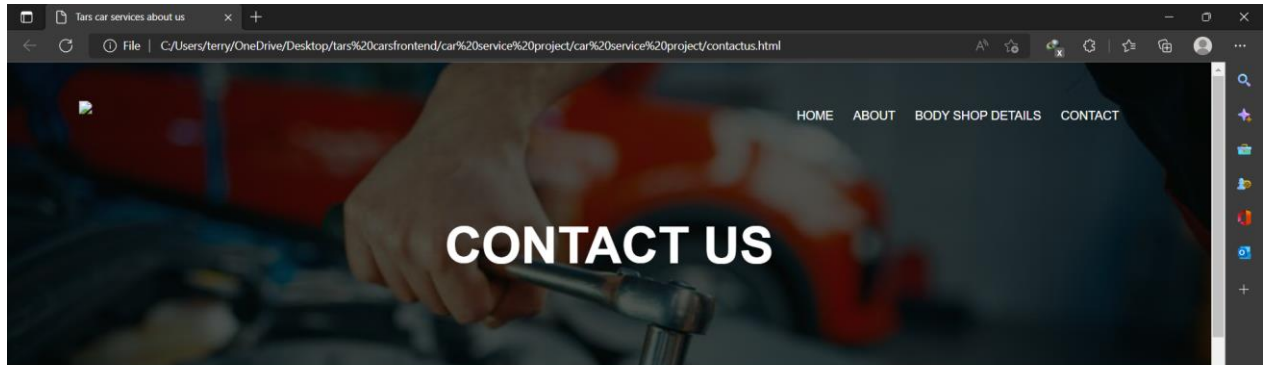 Tars car services about us
File | C:/Users/terry/OneDrive/Desktop/tars%20carsfrontend/car%20service%20project/car%20service%20project/contactus.html
HOME ABOUT BODY SHOP DETAILS CONTACT
CONTACT US